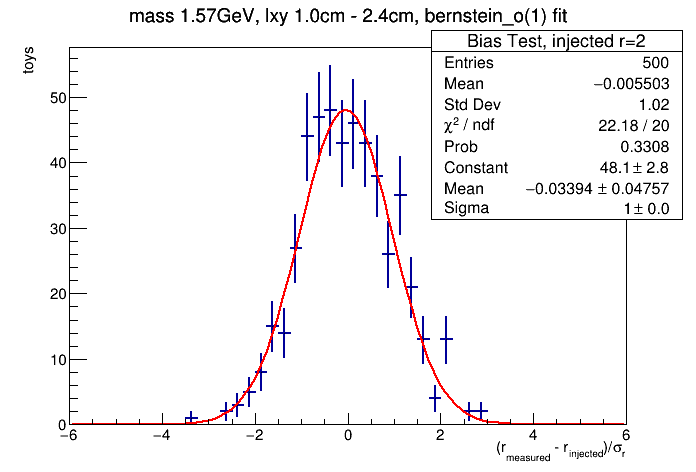 mass 1.57GeV, lxy 1.0cm - 2.4cm, bernstein_o(1) fit
toys
Bias Test, injected r=2
Entries 500
Mean −0.005503
Std Dev 1.02
χ² / ndf 22.18 / 20
Prob 0.3308
Constant 48.1 ± 2.8
Mean −0.03394 ± 0.04757
Sigma 1 ± 0.0
50
40
30
20
10
0
−6 −4 −2 0 2 4 6
(r_measured - r_injected)/σ_r